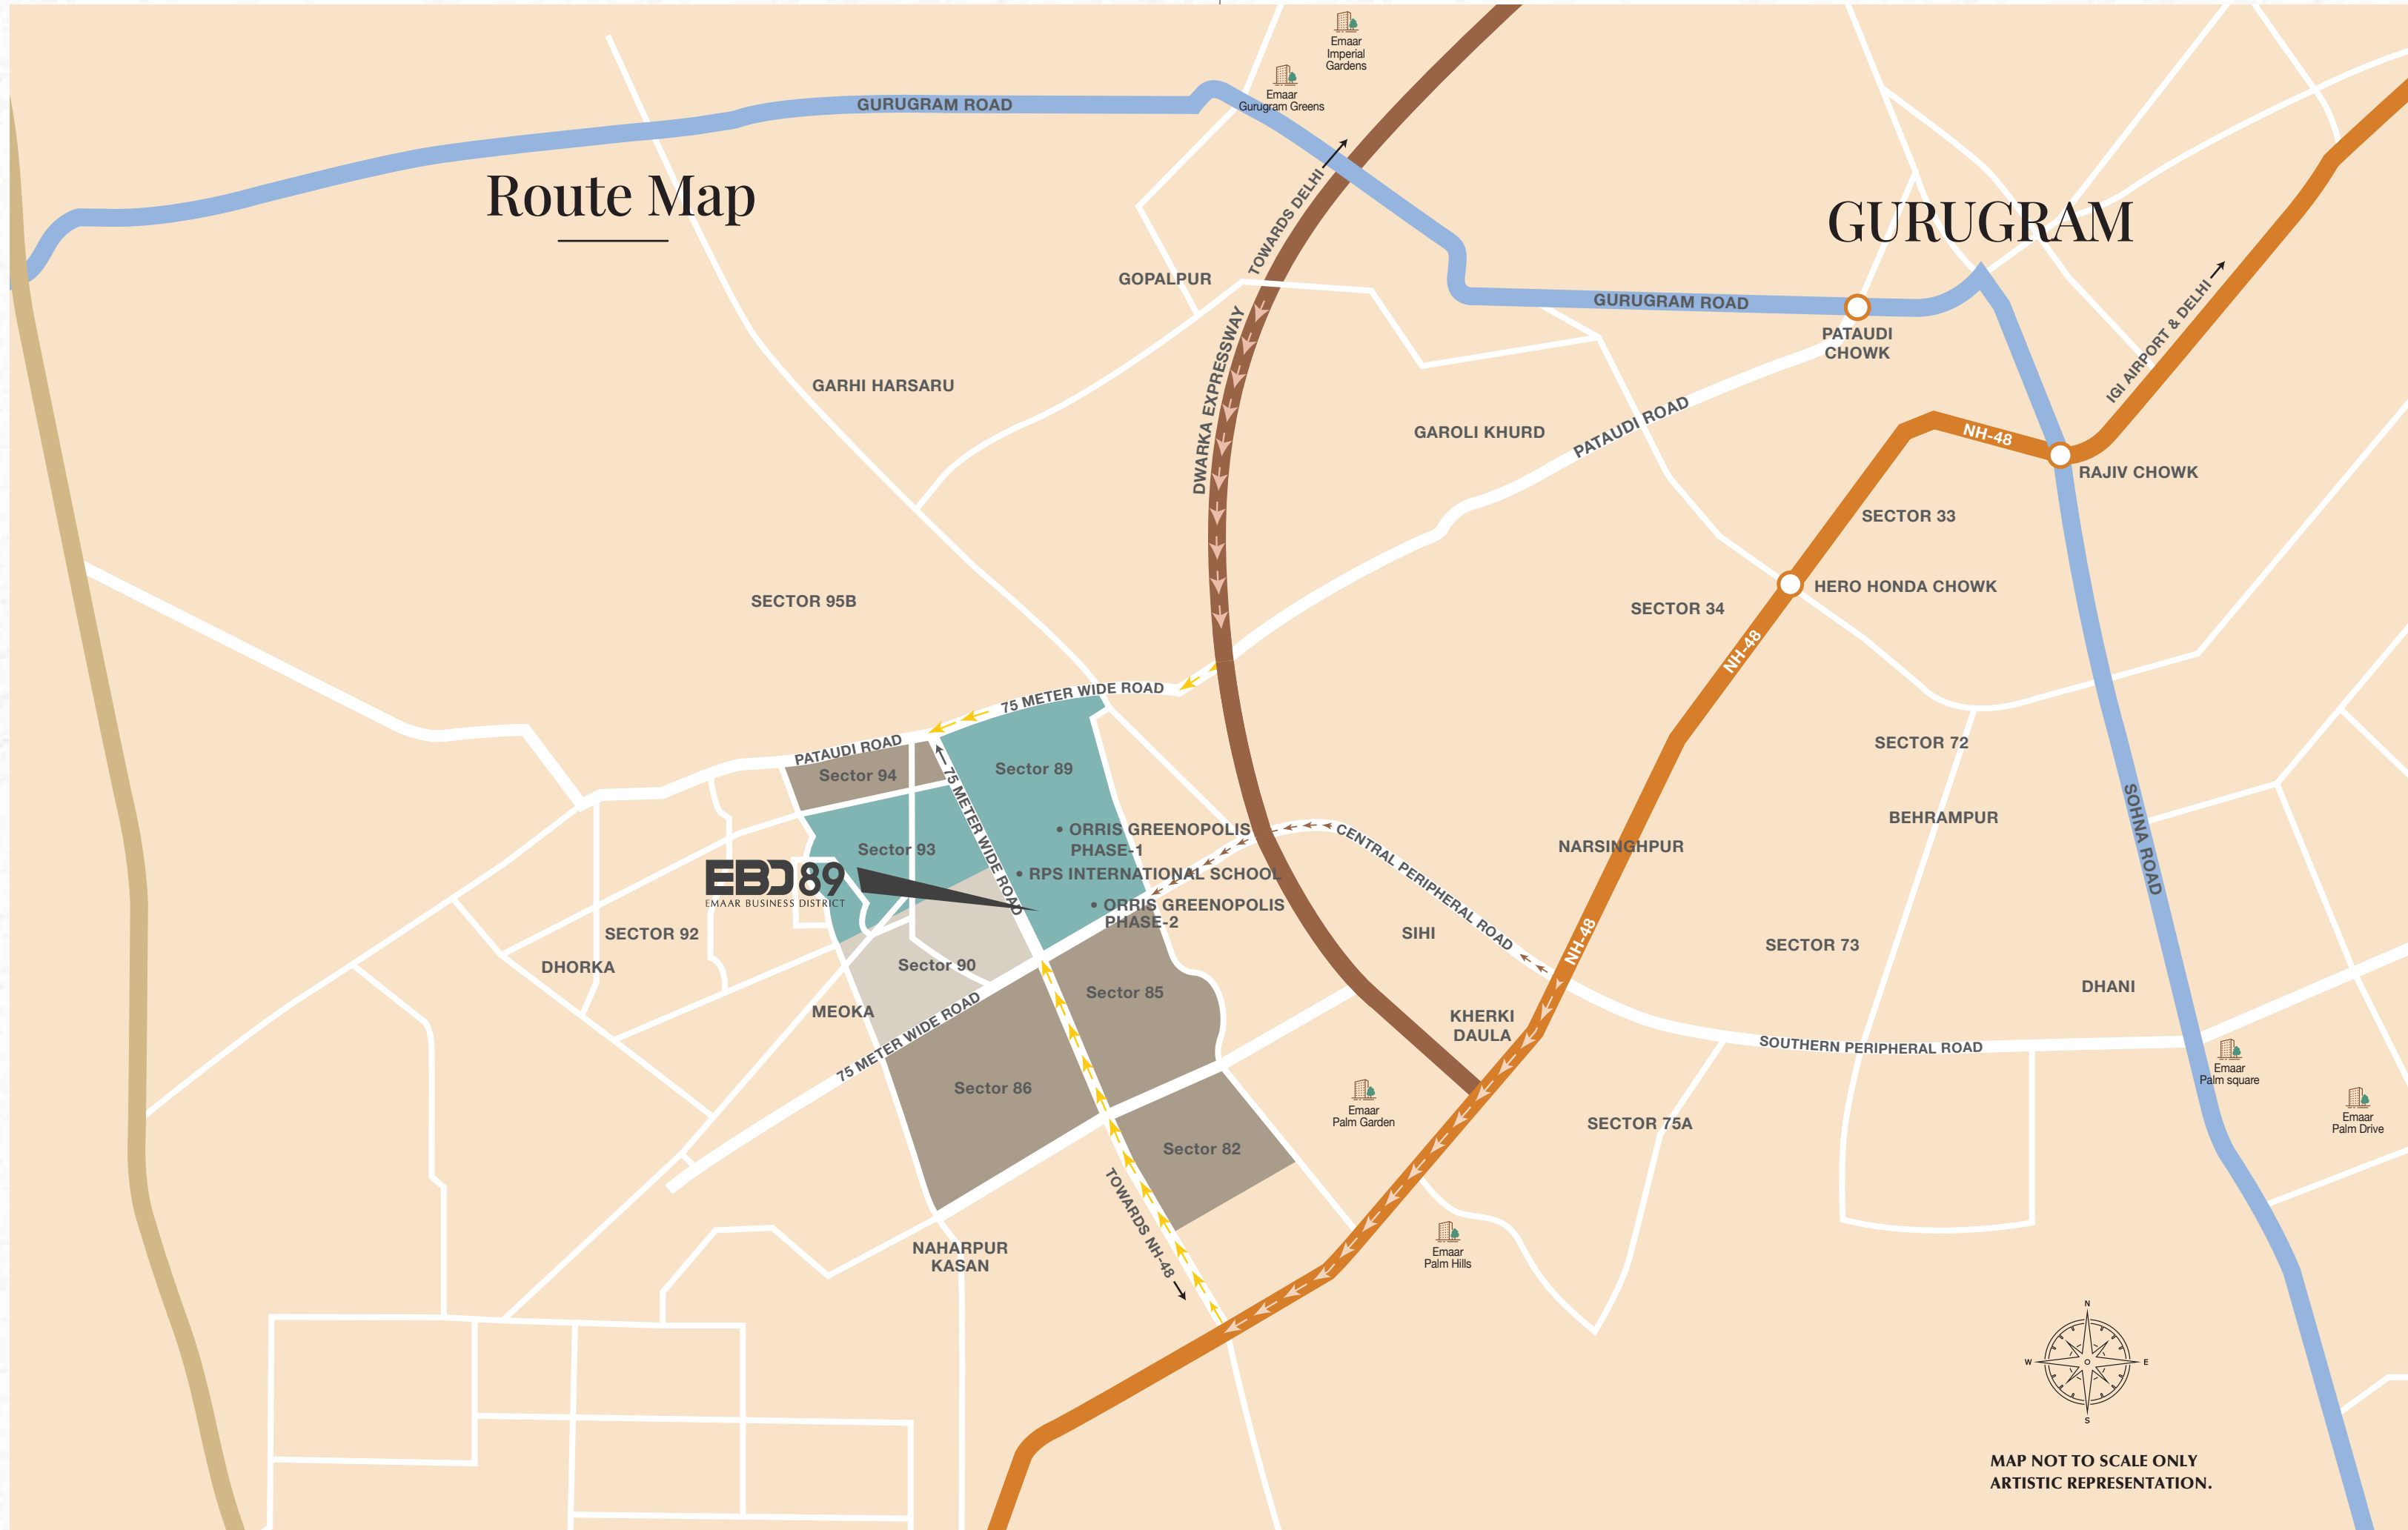 Emaar
Imperial
Gardens
Emaar
Gurugram Greens
GURUGRAM ROAD
Route Map
GURUGRAM
TOWARDS DELHI
GOPALPUR
GURUGRAM ROAD
PATAUDI
CHOWK
IGI AIRPORT & DELHI
GARHI HARSARU
DWARKA EXPRESSWAY
GAROLI KHURD
PATAUDI ROAD
NH-48
RAJIV CHOWK
SECTOR 33
HERO HONDA CHOWK
SECTOR 95B
SECTOR 34
NH-48
75 METER WIDE ROAD
PATAUDI ROAD
SECTOR 72
Sector 94
Sector 89
75 METER WIDE ROAD
SOHNA ROAD
BEHRAMPUR
• ORRIS GREENOPOLIS
PHASE-1
CENTRAL PERIPHERAL ROAD
NARSINGHPUR
Sector 93
• RPS INTERNATIONAL SCHOOL
EBD 89
EMAAR BUSINESS DISTRICT
• ORRIS GREENOPOLIS
PHASE-2
SECTOR 92
SIHI
NH-48
SECTOR 73
DHORKA
Sector 90
Sector 85
DHANI
MEOKA
75 METER WIDE ROAD
KHERKI
DAULA
SOUTHERN PERIPHERAL ROAD
Emaar
Palm square
Sector 86
Emaar
Palm Garden
Emaar
Palm Drive
SECTOR 75A
Sector 82
TOWARDS NH-48
NAHARPUR
KASAN
Emaar
Palm Hills
N
W
E
S
MAP NOT TO SCALE ONLY
ARTISTIC REPRESENTATION.